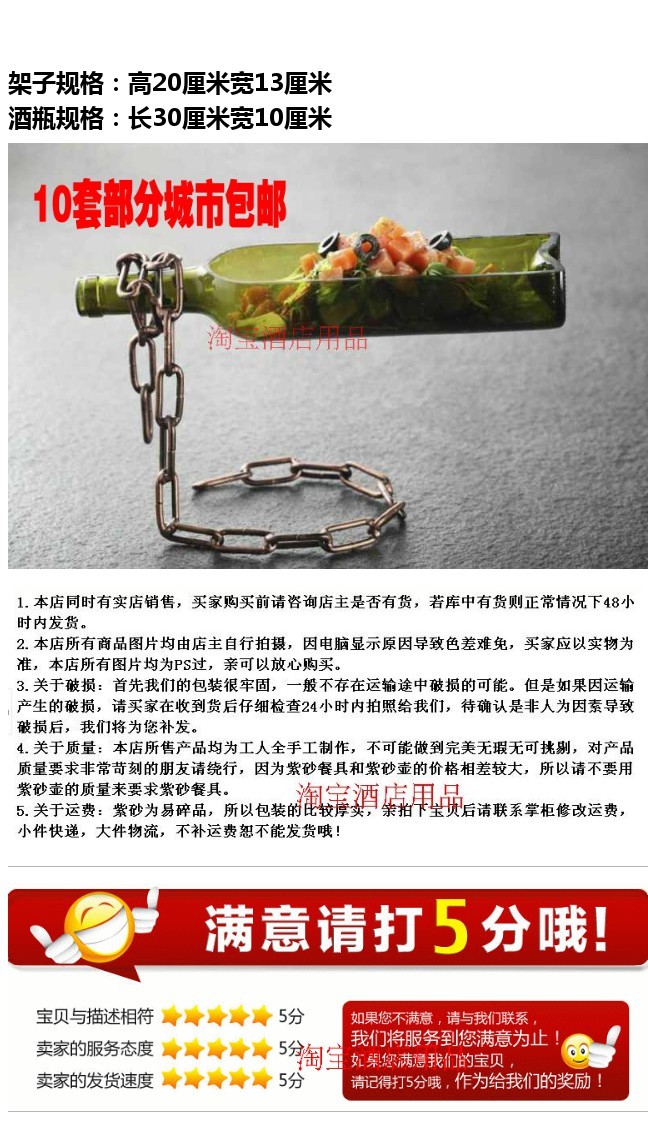 架子规格：高20厘米宽13厘米
酒瓶规格：长30厘米宽10厘米
10套部分城市包邮
淘宝酒店用品
1.本店同时有实店销售，买家购买前请咨询店主是否有货，若库中有货则正常情况下48小
时内发货。
2.本店所有商品图片均由店主自行拍摄，因电脑显示原因导致色差难免，买家应以实物为
准，本店所有图片均为PS过，亲可以放心购买。
3.关于破损：首先我们的包装很牢固，一般不存在运输途中破损的可能。但是如果因运输
产生的破损，请买家在收到货后仔细检查24小时内拍照给我们，待确认是非人为因素导致
破损后，我们将为您补发。
4.关于质量：本店所售产品均为工人全手工制作，不可能做到完美无瑕无可挑剔，对产品
质量要求非常苛刻的朋友请绕行，因为紫砂餐具和紫砂壶的价格相差较大，所以请不要用
紫砂壶的质量来要求紫砂餐具。
淘宝酒店用品
5.关于运费：紫砂为易碎品，所以包装的比较厚实，亲拍下宝贝后请联系掌柜修改运费，
小件快递，大件物流，不补运费恕不能发货哦！
满意请打5分哦！
宝贝与描述相符 5分
卖家的服务态度 5分
卖家的发货速度 5分
如果您不满意，请与我们联系，
我们将服务到您满意为止！
如果您满意我们的宝贝，
请记得打5分哦，作为给我们的奖励！
淘宝酒店用品